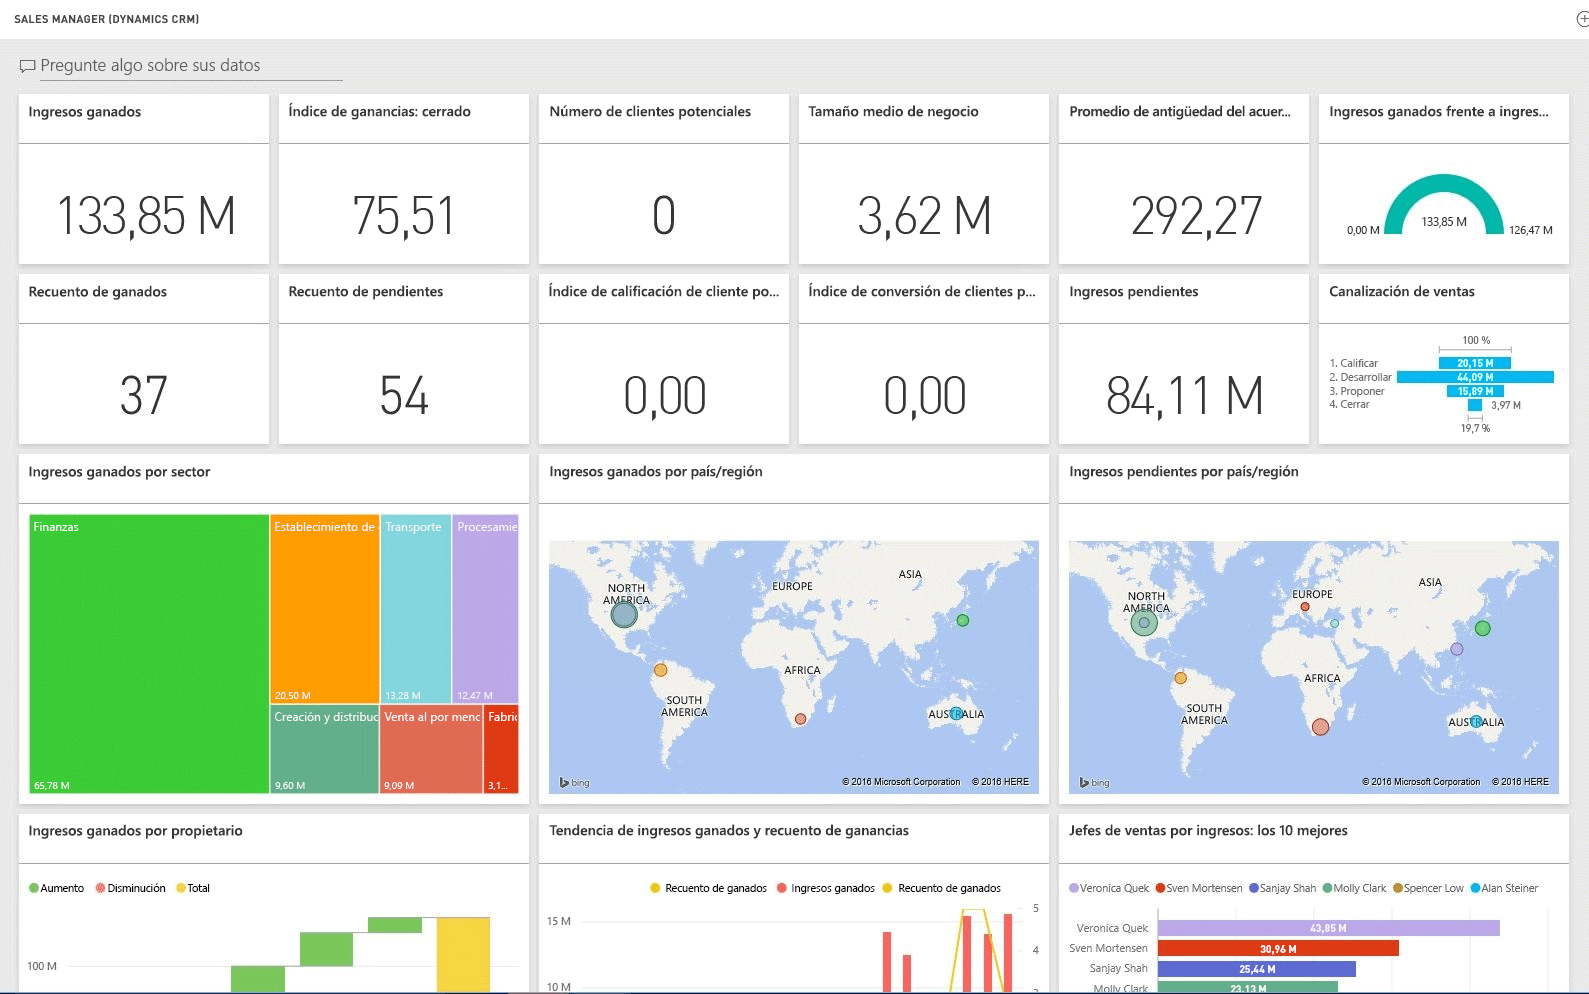 SALES MANAGER (DYNAMICS CRM)
Pregunte algo sobre sus datos
Ingresos ganados
133,85 M
Índice de ganancias: cerrado
75,51
Número de clientes potenciales
0
Tamaño medio de negocio
3,62 M
Promedio de antigüedad del acuer...
292,27
Ingresos ganados frente a ingres...
0,00 M
133,85 M
126,47 M
Recuento de ganados
37
Recuento de pendientes
54
Índice de calificación de cliente po...
0,00
Índice de conversión de clientes p...
0,00
Ingresos pendientes
84,11 M
Canalización de ventas
100 %
1. Calificar 20,15 M
2. Desarrollar 44,09 M
3. Proponer 15,89 M
4. Cerrar 3,97 M
19,7 %
Ingresos ganados por sector
Finanzas
65,78 M
Establecimiento de
20,50 M
Transporte
13,28 M
Procesamie
12,47 M
Creación y distribuc
9,60 M
Venta al por menc
9,09 M
Fabric
3,1...
Ingresos ganados por país/región
NORTH
AMERICA
EUROPE
ASIA
AFRICA
SOUTH
AMERICA
AUSTRALIA
bing
© 2016 Microsoft Corporation © 2016 HERE
Ingresos pendientes por país/región
NORTH
AMERICA
EUROPE
ASIA
AFRICA
SOUTH
AMERICA
AUSTRALIA
bing
© 2016 Microsoft Corporation © 2016 HERE
Ingresos ganados por propietario
Aumento Disminución Total
100 M
Tendencia de ingresos ganados y recuento de ganancias
Recuento de ganados Ingresos ganados Recuento de ganados
15 M
10 M
5
4
Jefes de ventas por ingresos: los 10 mejores
Veronica Quek Sven Mortensen Sanjay Shah Molly Clark Spencer Low Alan Steiner
Veronica Quek 43,85 M
Sven Mortensen 30,96 M
Sanjay Shah 25,44 M
Molly Clark 23,13 M